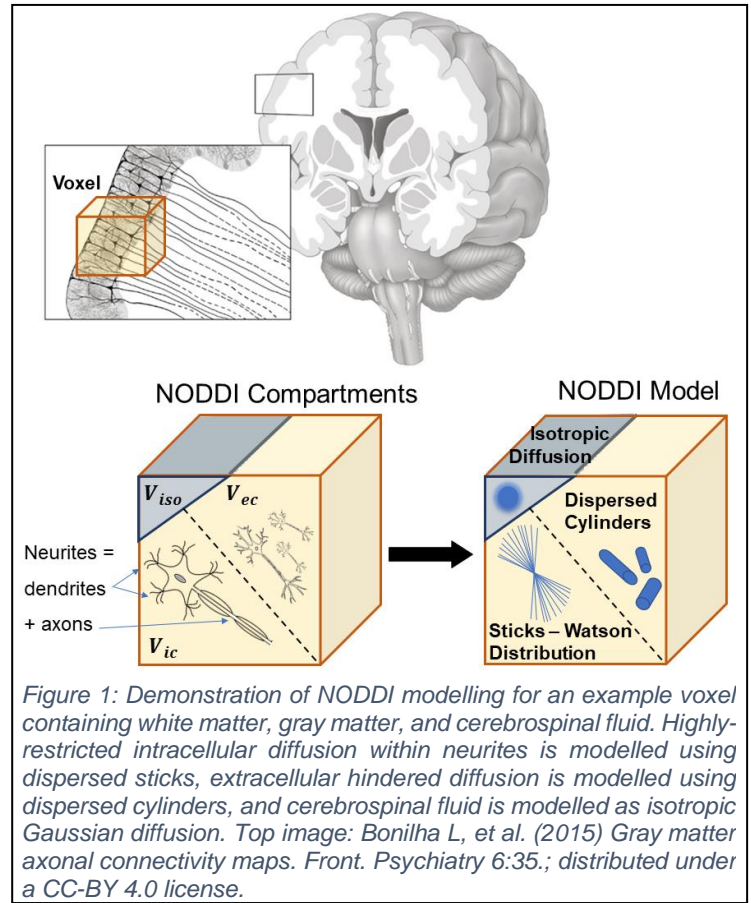 Voxel
NODDI Compartments
NODDI Model
V_iso
V_ec
Neurites =
dendrites
+ axons
V_ic
Isotropic
Diffusion
Dispersed
Cylinders
Sticks – Watson
Distribution
Figure 1: Demonstration of NODDI modelling for an example voxel
containing white matter, gray matter, and cerebrospinal fluid. Highly-
restricted intracellular diffusion within neurites is modelled using
dispersed sticks, extracellular hindered diffusion is modelled using
dispersed cylinders, and cerebrospinal fluid is modelled as isotropic
Gaussian diffusion. Top image: Bonilha L, et al. (2015) Gray matter
axonal connectivity maps. Front. Psychiatry 6:35.; distributed under
a CC-BY 4.0 license.